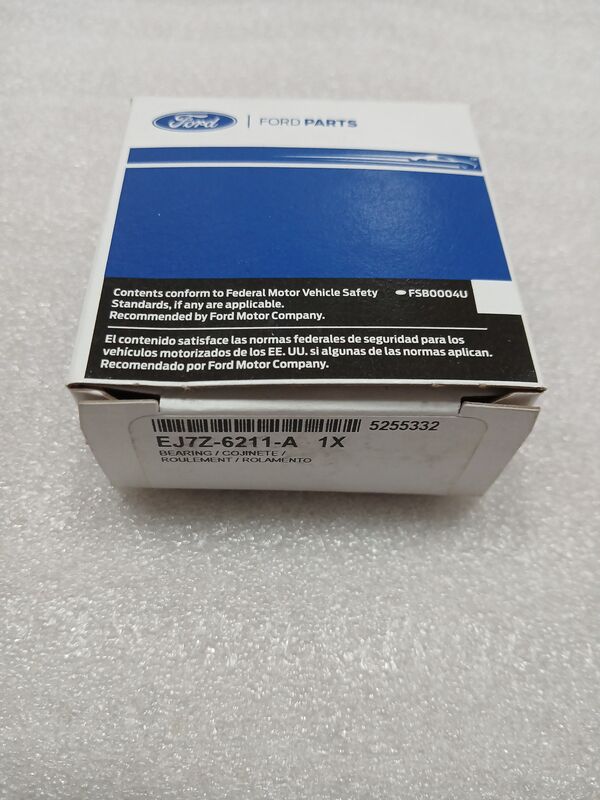 Ford | FORD PARTS
Contents conform to Federal Motor Vehicle Safety FSB0004U
Standards, if any are applicable.
Recommended by Ford Motor Company.
El contenido satisface las normas federales de seguridad para los
vehículos motorizados de los EE. UU. si algunas de las normas aplican.
Recomendado por Ford Motor Company.
5255332
EJ7Z-6211-A 1X
BEARING / COJINETE /
ROULEMENT / ROLAMENTO